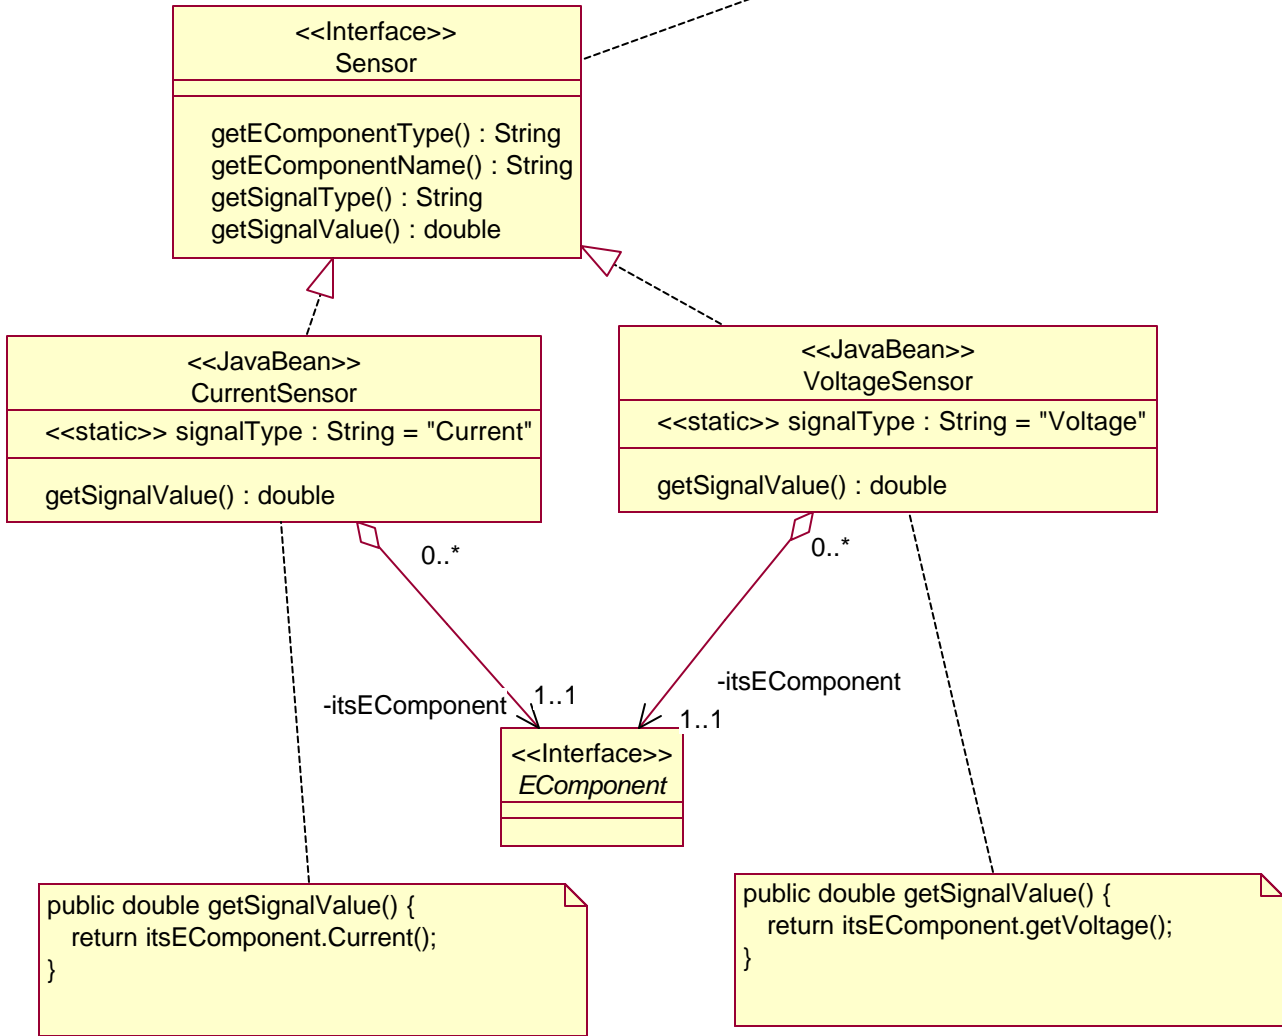 <<Interface>>
Sensor
getEComponentType() : String
getEComponentName() : String
getSignalType() : String
getSignalValue() : double
<<JavaBean>>
CurrentSensor
<<static>> signalType : String = "Current"
getSignalValue() : double
<<JavaBean>>
VoltageSensor
<<static>> signalType : String = "Voltage"
getSignalValue() : double
0..*
0..*
-itsEComponent
1..1
-itsEComponent
1..1
<<Interface>>
EComponent
public double getSignalValue() {
return itsEComponent.Current();
}
public double getSignalValue() {
return itsEComponent.getVoltage();
}